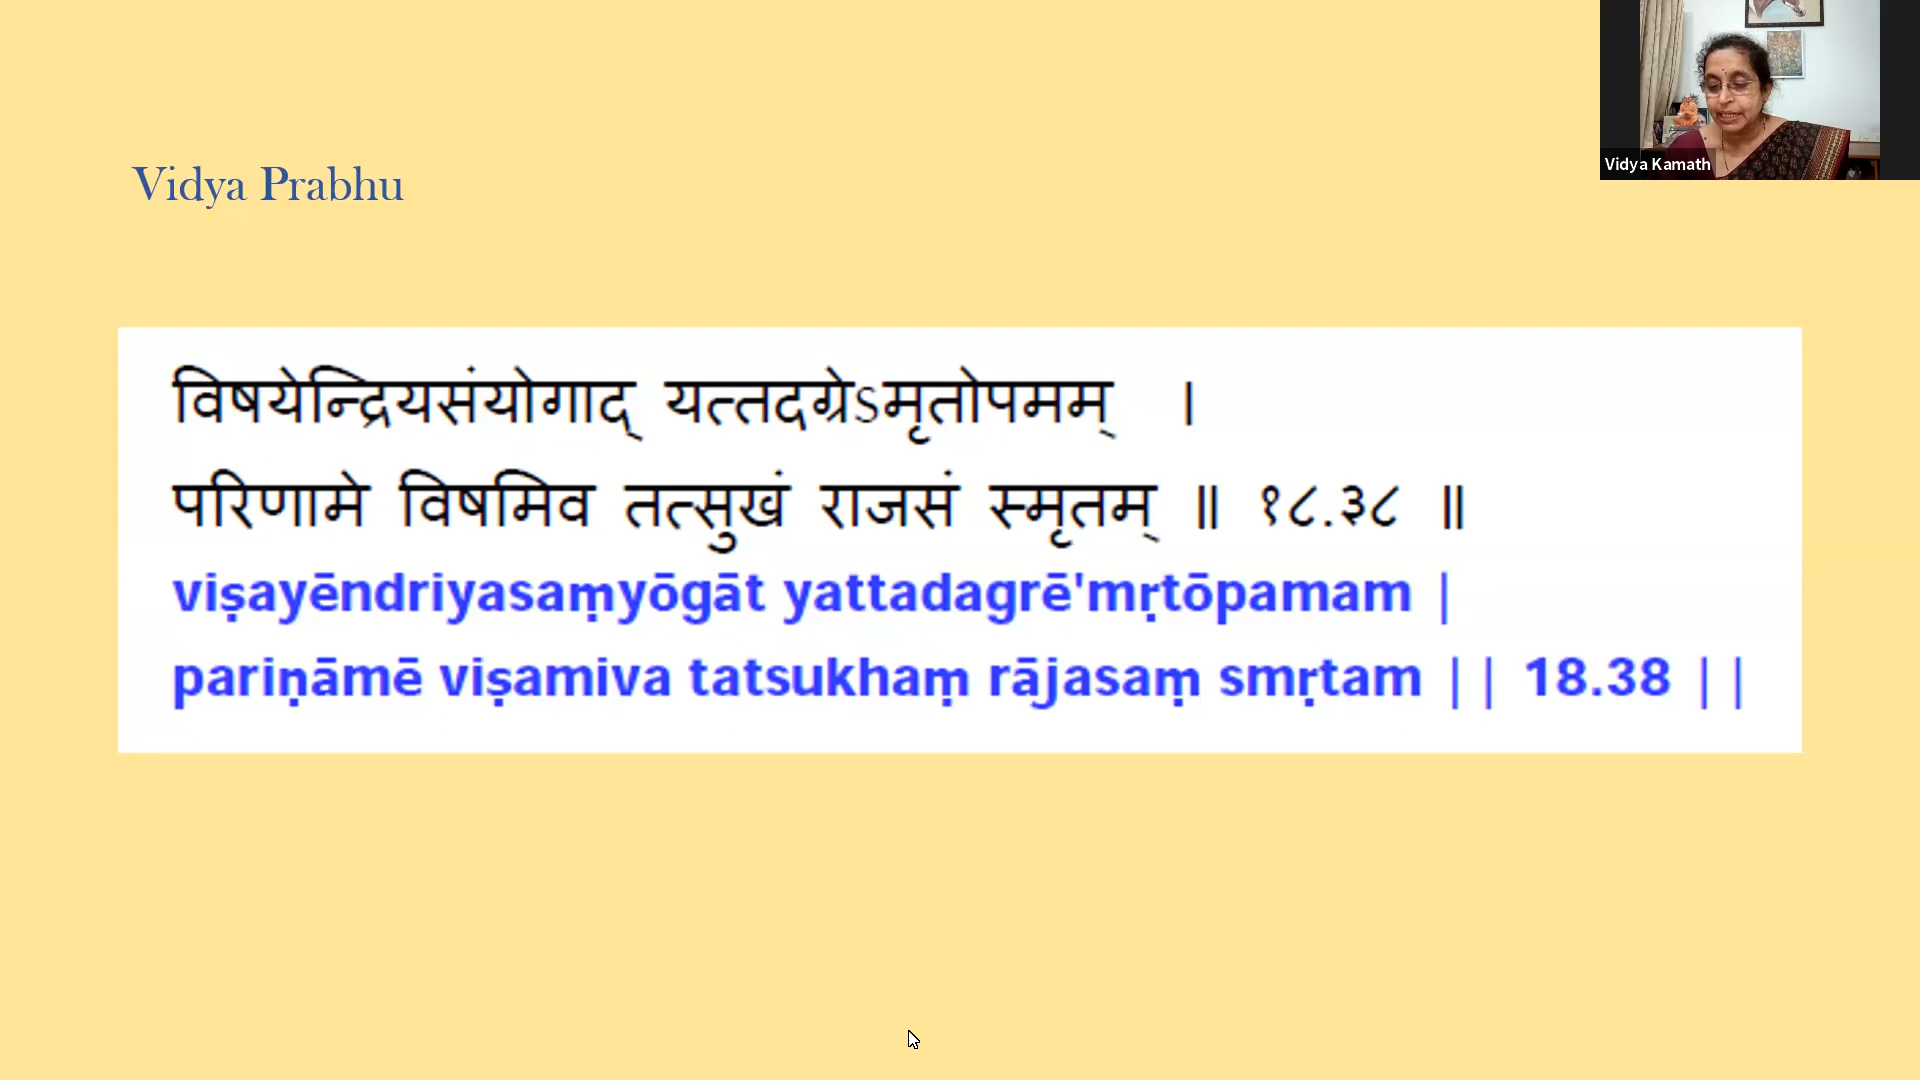 Vidya Kamath
Vidya Prabhu
विषयेन्द्रियसंयोगाद् यत्तदग्रेऽमृतोपमम् ।
परिणामे विषमिव तत्सुखं राजसं स्मृतम् ॥ १८.३८ ॥
viṣayēndriyasaṃyōgāt yattadagrē'mṛtōpamam |
pariṇāmē viṣamiva tatsukhaṃ rājasaṃ smṛtam || 18.38 ||